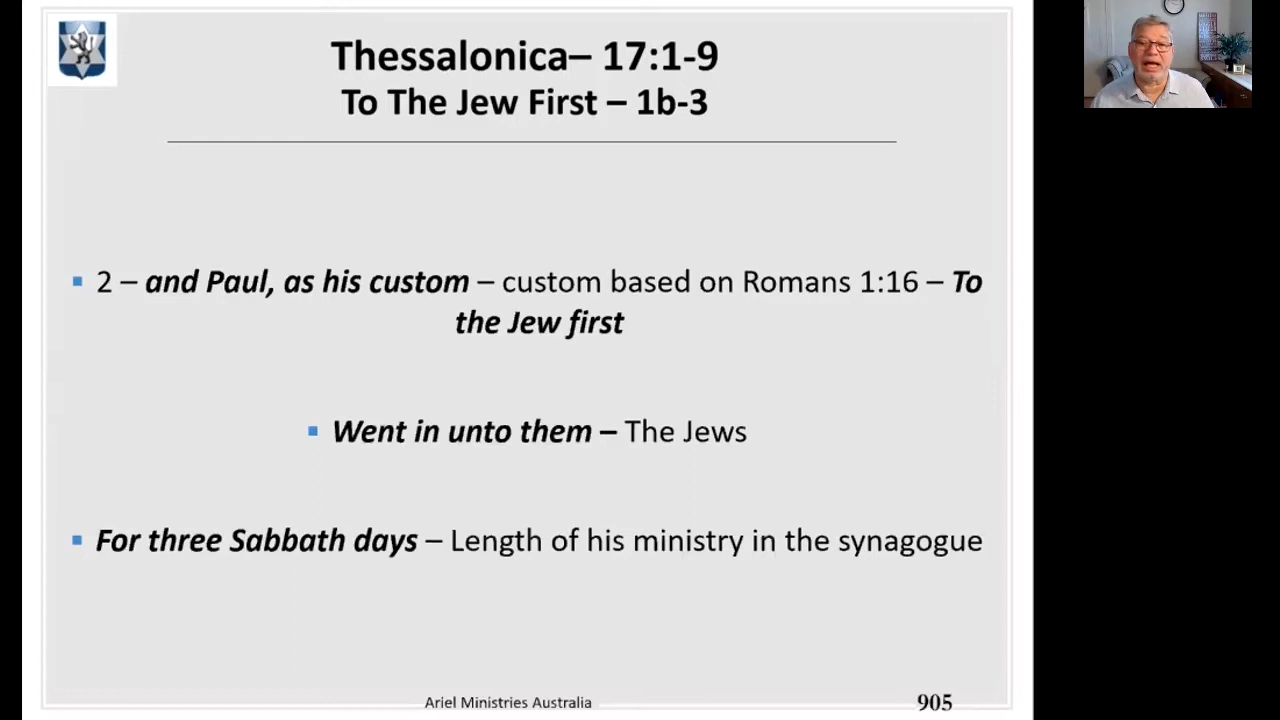 Thessalonica– 17:1-9
To The Jew First – 1b-3
▪ 2 – and Paul, as his custom – custom based on Romans 1:16 – To
the Jew first
▪ Went in unto them – The Jews
▪ For three Sabbath days – Length of his ministry in the synagogue
Ariel Ministries Australia
905